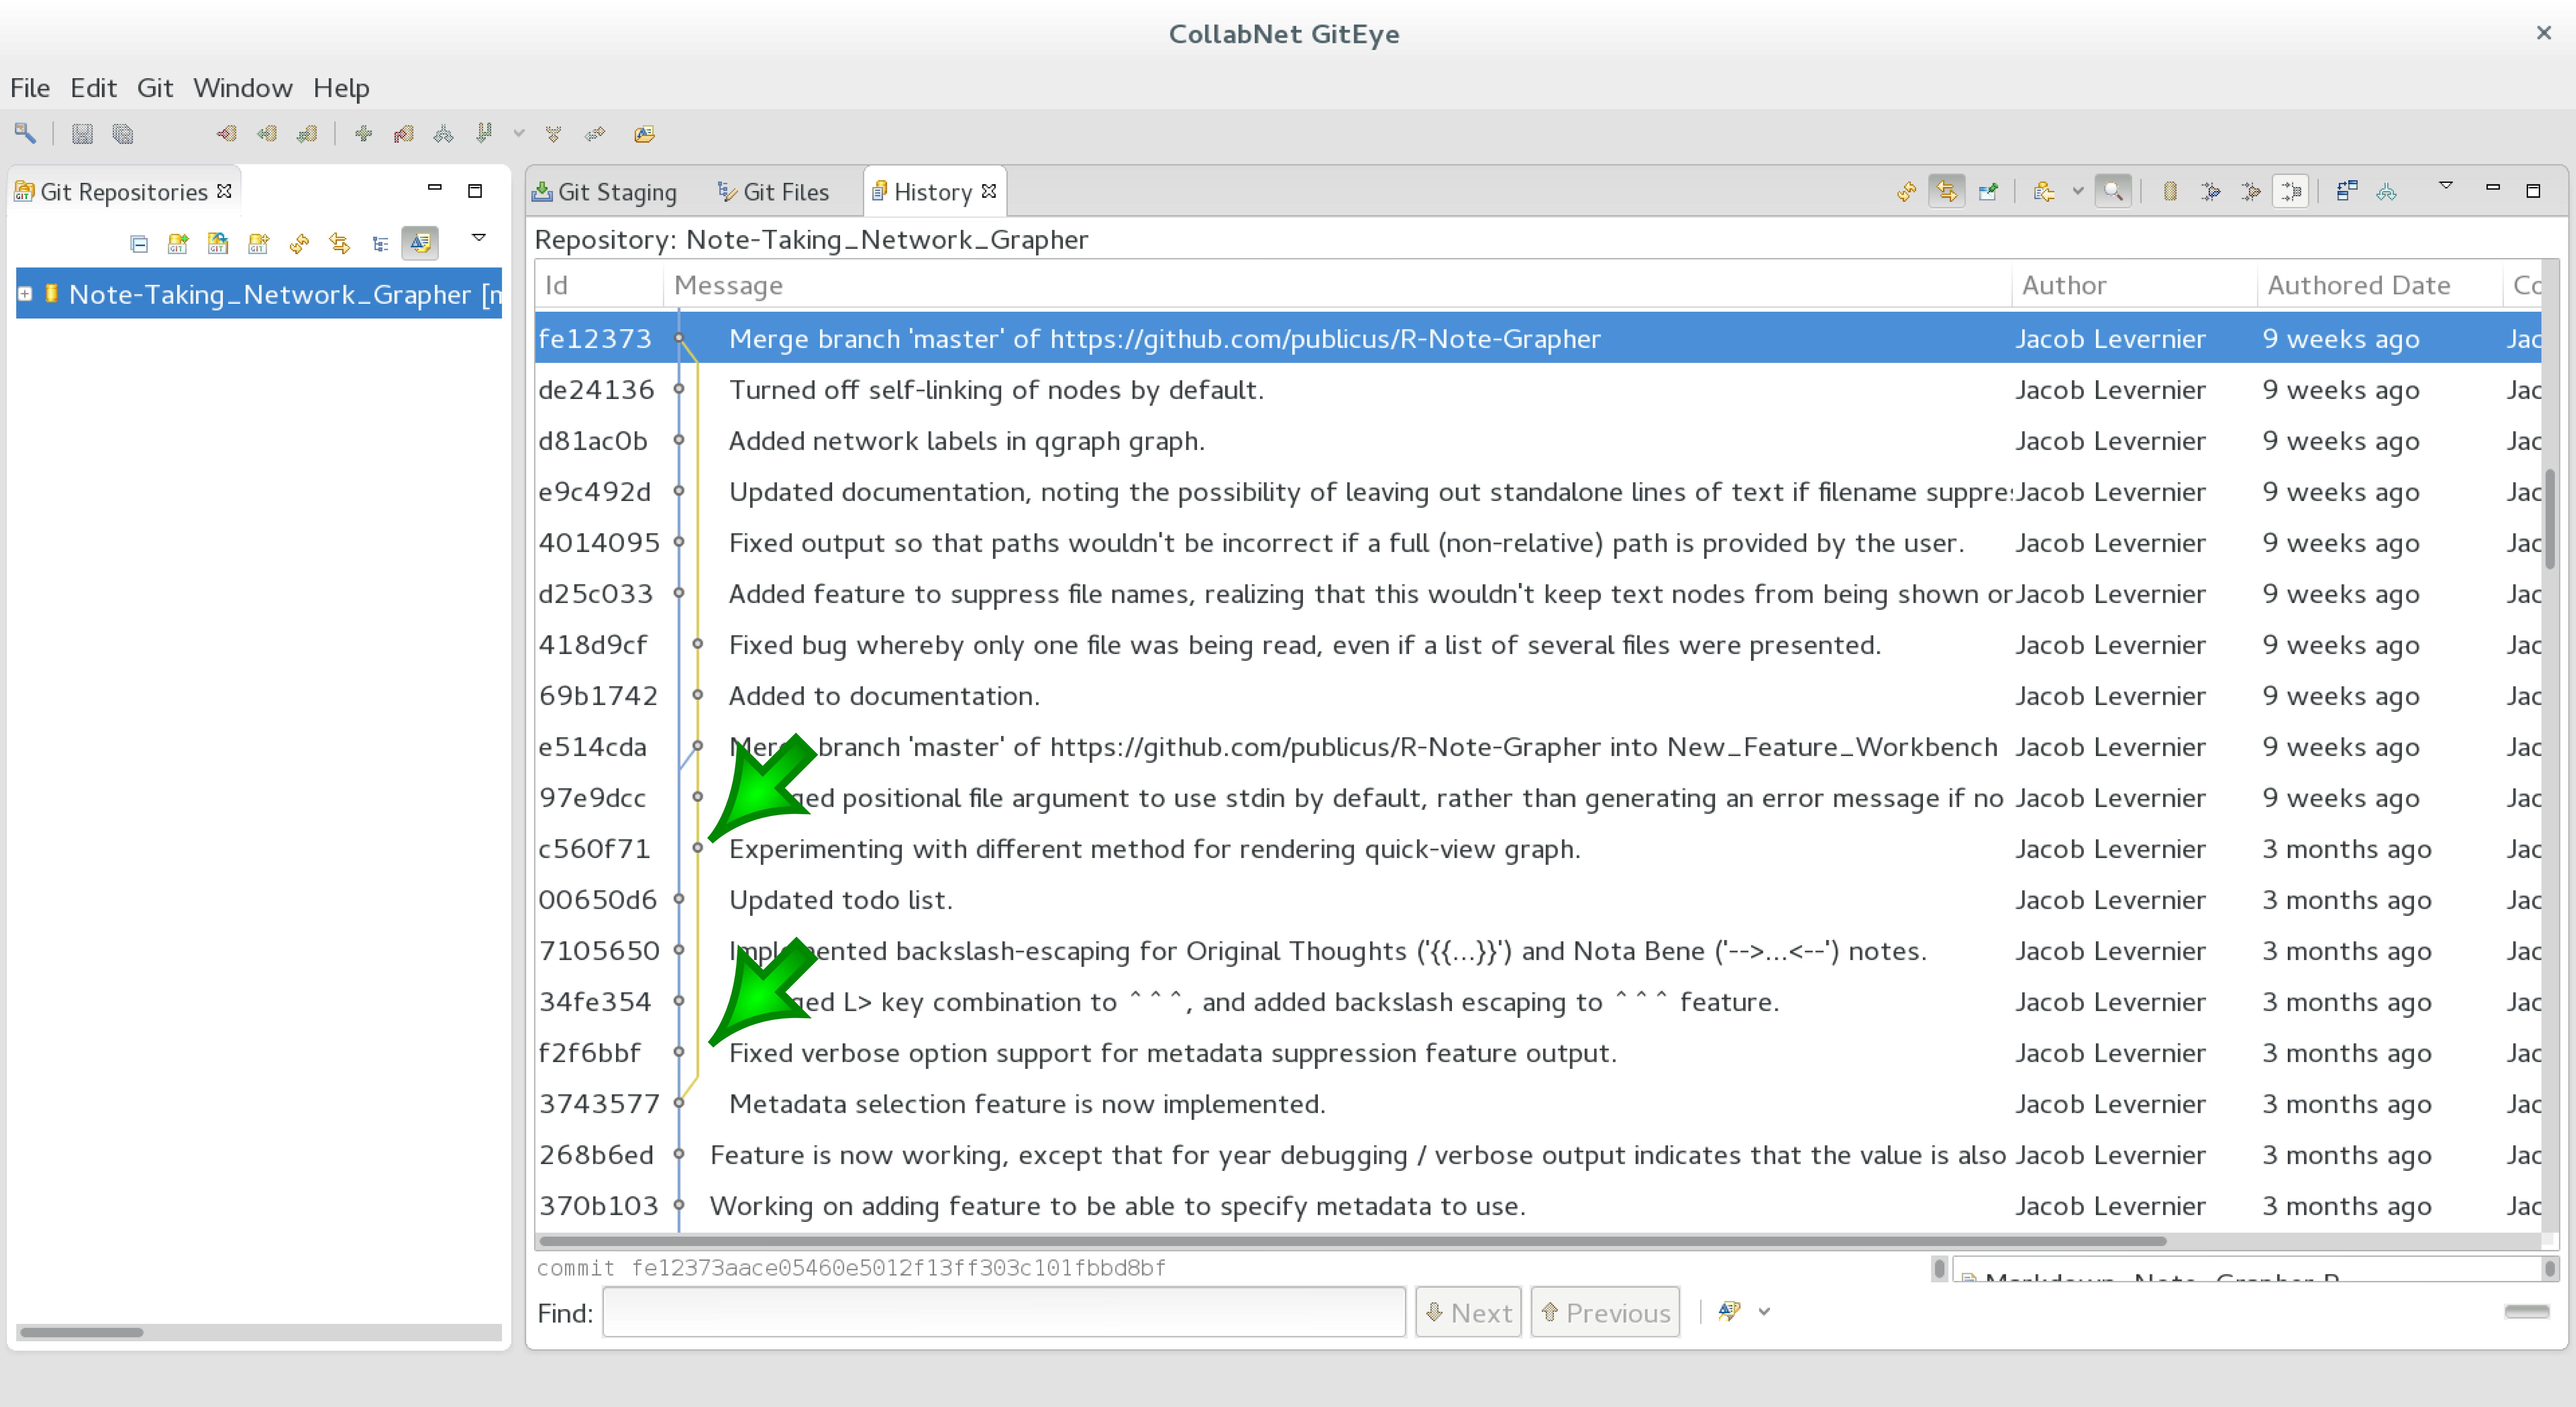 CollabNet GitEye
File Edit Git Window Help
Git Repositories
Git Staging Git Files History
Repository: Note-Taking_Network_Grapher
Note-Taking_Network_Grapher [m
Id Message Author Authored Date Co
fe12373 Merge branch 'master' of https://github.com/publicus/R-Note-Grapher Jacob Levernier 9 weeks ago Jac
de24136 Turned off self-linking of nodes by default. Jacob Levernier 9 weeks ago Jac
d81ac0b Added network labels in qgraph graph. Jacob Levernier 9 weeks ago Jac
e9c492d Updated documentation, noting the possibility of leaving out standalone lines of text if filename suppre Jacob Levernier 9 weeks ago Jac
4014095 Fixed output so that paths wouldn't be incorrect if a full (non-relative) path is provided by the user. Jacob Levernier 9 weeks ago Jac
d25c033 Added feature to suppress file names, realizing that this wouldn't keep text nodes from being shown or Jacob Levernier 9 weeks ago Jac
418d9cf Fixed bug whereby only one file was being read, even if a list of several files were presented. Jacob Levernier 9 weeks ago Jac
69b1742 Added to documentation. Jacob Levernier 9 weeks ago Jac
e514cda Merge branch 'master' of https://github.com/publicus/R-Note-Grapher into New_Feature_Workbench Jacob Levernier 9 weeks ago Jac
97e9dcc ged positional file argument to use stdin by default, rather than generating an error message if no Jacob Levernier 9 weeks ago Jac
c560f71 Experimenting with different method for rendering quick-view graph. Jacob Levernier 3 months ago Jac
00650d6 Updated todo list. Jacob Levernier 3 months ago Jac
7105650 Implemented backslash-escaping for Original Thoughts ('{{...}}') and Nota Bene ('-->...<--') notes. Jacob Levernier 3 months ago Jac
34fe354 ged L> key combination to ^^^, and added backslash escaping to ^^^ feature. Jacob Levernier 3 months ago Jac
f2f6bbf Fixed verbose option support for metadata suppression feature output. Jacob Levernier 3 months ago Jac
3743577 Metadata selection feature is now implemented. Jacob Levernier 3 months ago Jac
268b6ed Feature is now working, except that for year debugging / verbose output indicates that the value is also Jacob Levernier 3 months ago Jac
370b103 Working on adding feature to be able to specify metadata to use. Jacob Levernier 3 months ago Jac
commit fe12373aace05460e5012f13ff303c101fbbd8bf
Markdown_Note_Grapher.R
Find: Next Previous